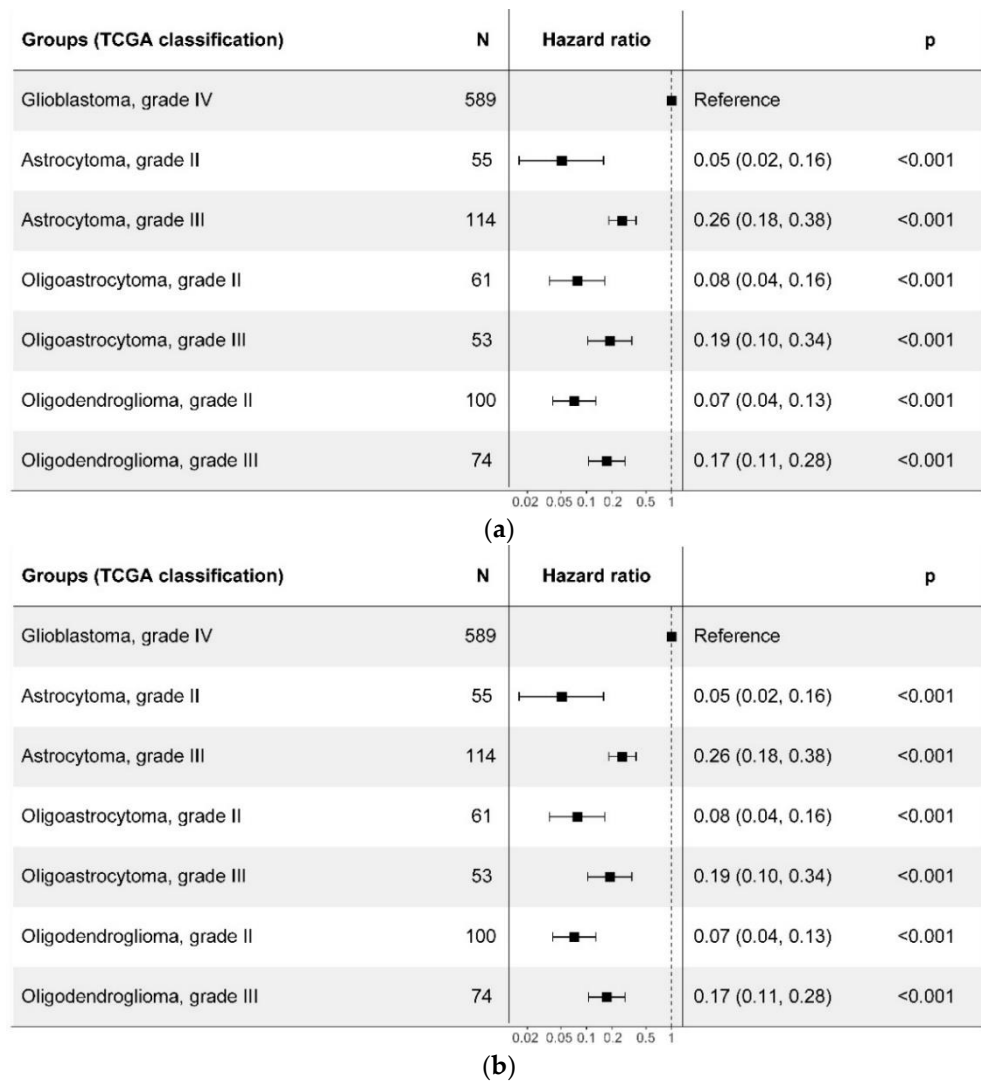 Groups (TCGA classification) N Hazard ratio p
Glioblastoma, grade IV 589 Reference
Astrocytoma, grade II 55 0.05 (0.02, 0.16) <0.001
Astrocytoma, grade III 114 0.26 (0.18, 0.38) <0.001
Oligoastrocytoma, grade II 61 0.08 (0.04, 0.16) <0.001
Oligoastrocytoma, grade III 53 0.19 (0.10, 0.34) <0.001
Oligodendroglioma, grade II 100 0.07 (0.04, 0.13) <0.001
Oligodendroglioma, grade III 74 0.17 (0.11, 0.28) <0.001
0.02 0.05 0.1 0.2 0.5 1
(a)
Groups (TCGA classification) N Hazard ratio p
Glioblastoma, grade IV 589 Reference
Astrocytoma, grade II 55 0.05 (0.02, 0.16) <0.001
Astrocytoma, grade III 114 0.26 (0.18, 0.38) <0.001
Oligoastrocytoma, grade II 61 0.08 (0.04, 0.16) <0.001
Oligoastrocytoma, grade III 53 0.19 (0.10, 0.34) <0.001
Oligodendroglioma, grade II 100 0.07 (0.04, 0.13) <0.001
Oligodendroglioma, grade III 74 0.17 (0.11, 0.28) <0.001
0.02 0.05 0.1 0.2 0.5 1
(b)